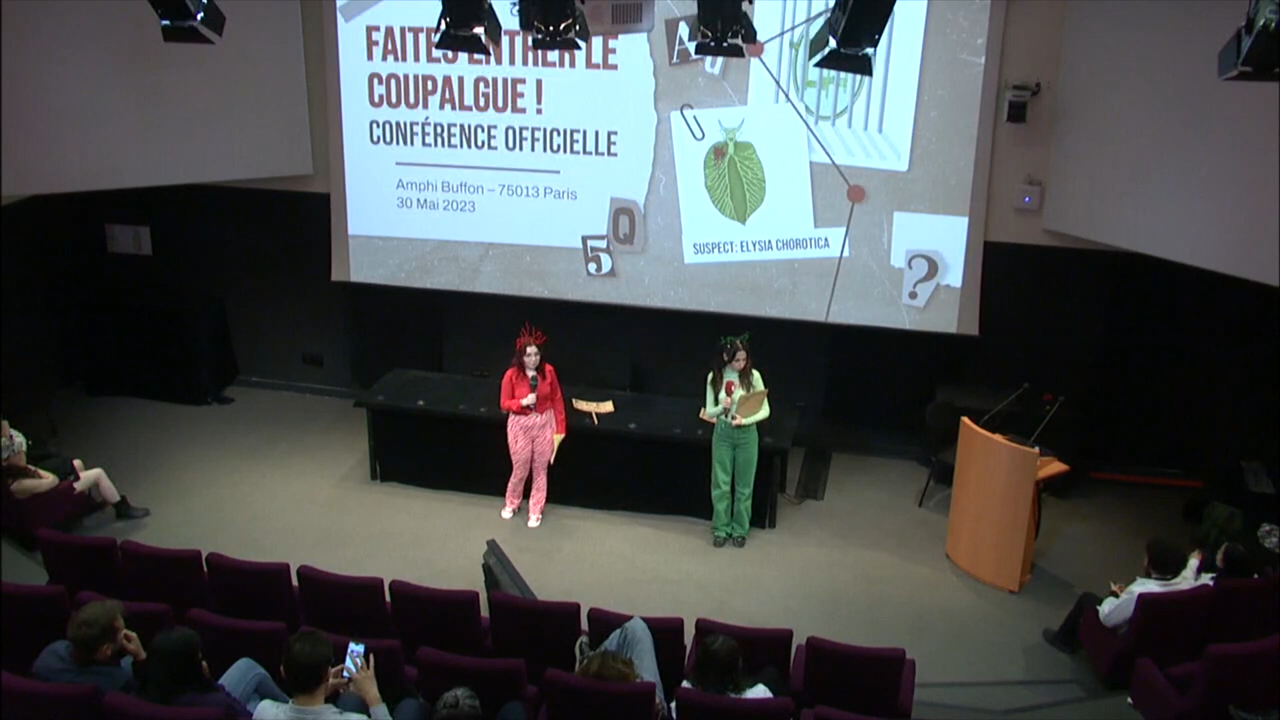 FAITES ENTRER LE
COUPALGUE !
CONFÉRENCE OFFICIELLE
Amphi Buffon – 75013 Paris
30 Mai 2023
A
Q
5
SUSPECT: ELYSIA CHOROTICA
?